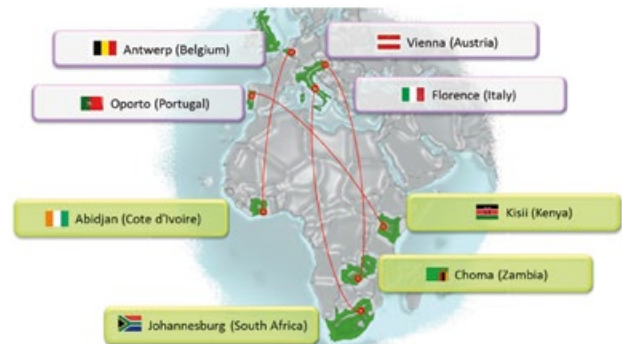 Antwerp (Belgium)
Vienna (Austria)
Oporto (Portugal)
Florence (Italy)
Abidjan (Cote d'Ivoire)
Kisii (Kenya)
Choma (Zambia)
Johannesburg (South Africa)